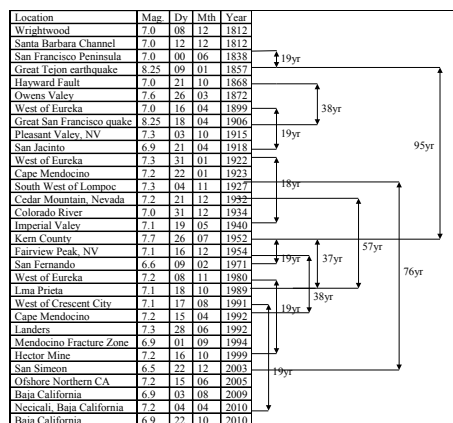 Location Mag. Dy Mth Year
Wrightwood 7.0 08 12 1812
Santa Barbara Channel 7.0 12 12 1812
San Francisco Peninsula 7.0 00 06 1838
19yr
Great Tejon earthquake 8.25 09 01 1857
Hayward Fault 7.0 21 10 1868
Owens Valley 7.6 26 03 1872
38yr
West of Eureka 7.0 16 04 1899
Great San Francisco quake 8.25 18 04 1906
Pleasant Valley, NV 7.3 03 10 1915
19yr
San Jacinto 6.9 21 04 1918
95yr
West of Eureka 7.3 31 01 1922
Cape Mendocino 7.2 22 01 1923
18yr
South West of Lompoc 7.3 04 11 1927
Cedar Mountain, Nevada 7.2 21 12 1932
Colorado River 7.0 31 12 1934
Imperial Valley 7.1 19 05 1940
Kern County 7.7 26 07 1952
57yr
Fairview Peak, NV 7.1 16 12 1954
19yr 37yr
San Fernando 6.6 09 02 1971
76yr
West of Eureka 7.2 08 11 1980
Lma Prieta 7.1 18 10 1989
38yr
West of Crescent City 7.1 17 08 1991
19yr
Cape Mendocino 7.2 15 04 1992
Landers 7.3 28 06 1992
Mendocino Fracture Zone 6.9 01 09 1994
Hector Mine 7.2 16 10 1999
San Simeon 6.5 22 12 2003
19yr
Ofshore Northern CA 7.2 15 06 2005
Baja California 6.9 03 08 2009
Necicali, Baja California 7.2 04 04 2010
Baja California 6.9 22 10 2010